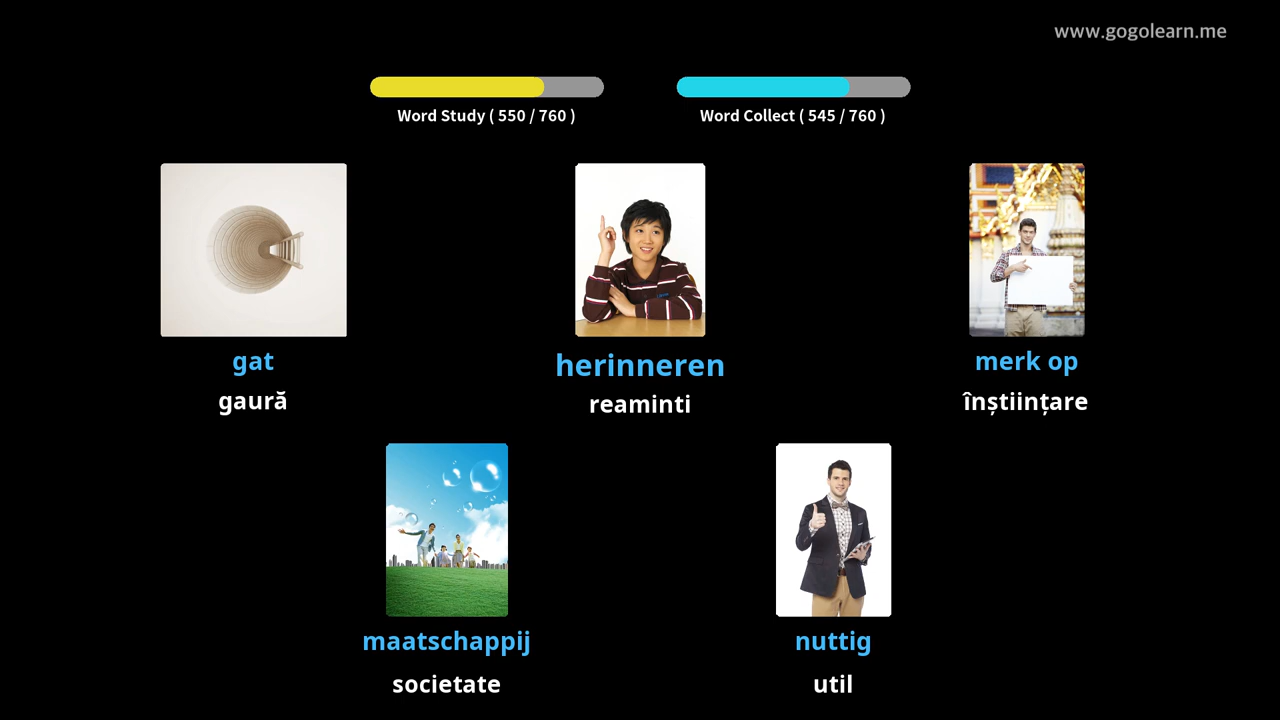 www.gogolearn.me
Word Study ( 550 / 760 )
Word Collect ( 545 / 760 )
gat
herinneren
merk op
gaură
reaminti
înștiințare
maatschappij
nuttig
societate
util